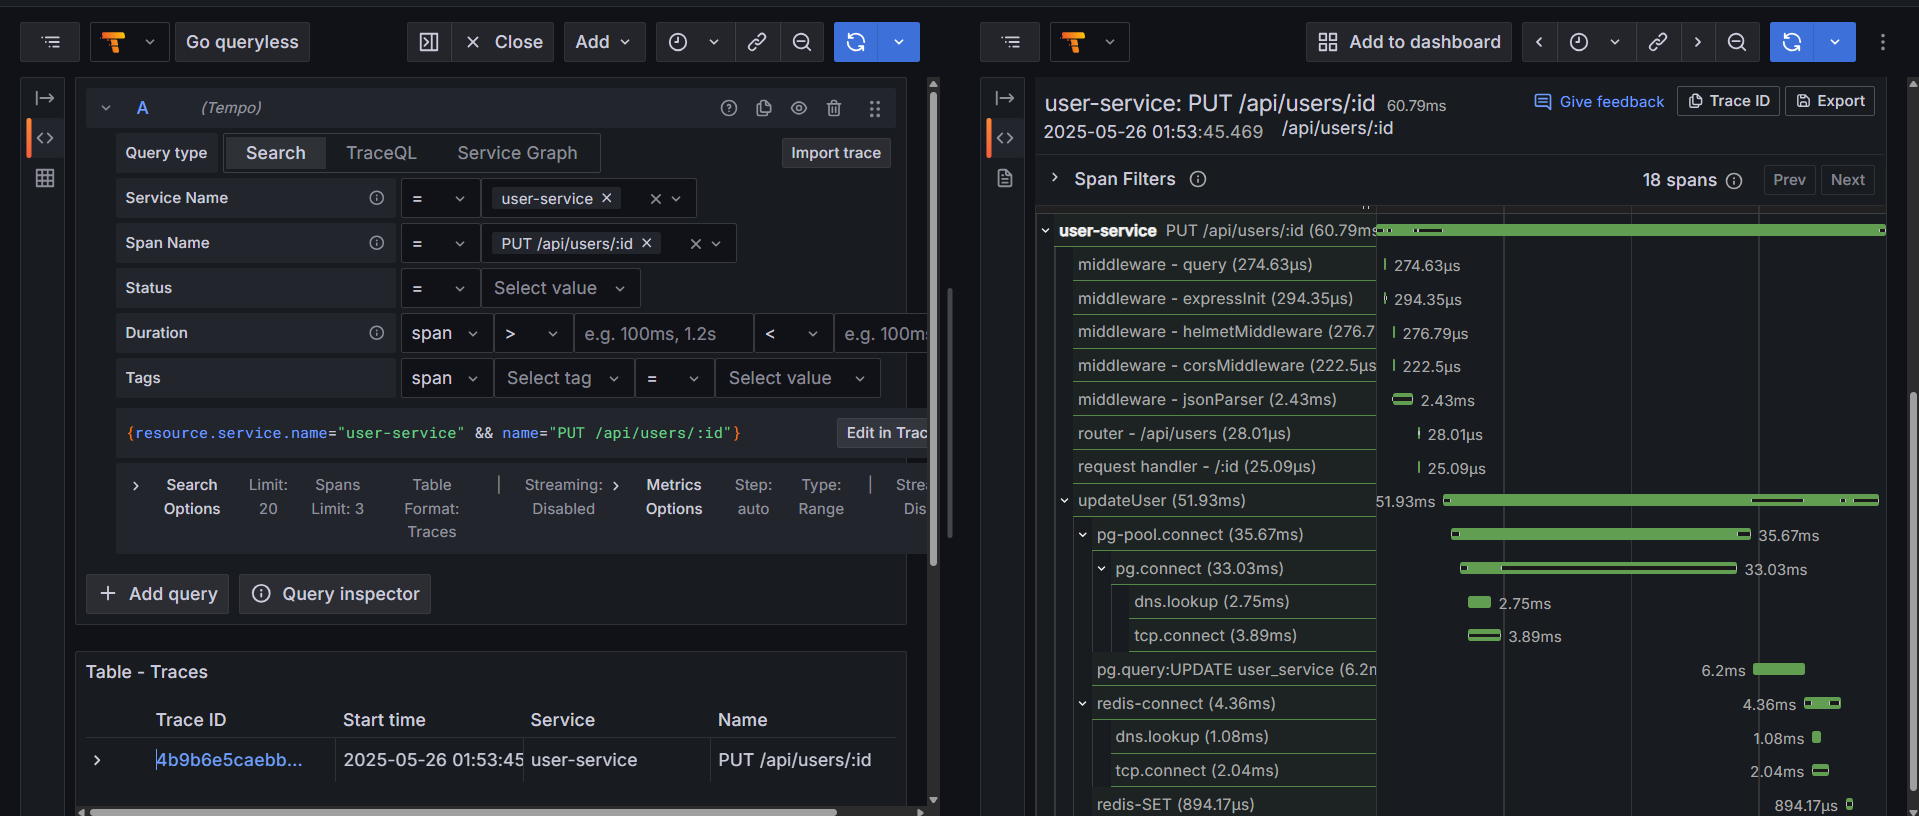 Go queryless
Close
Add
Add to dashboard
A (Tempo)
Query type Search TraceQL Service Graph Import trace
Service Name = user-service
Span Name = PUT /api/users/:id
Status = Select value
Duration span > e.g. 100ms, 1.2s < e.g. 100m
Tags span Select tag = Select value
{resource.service.name="user-service" && name="PUT /api/users/:id"} Edit in Trac
Search Options Limit: 20 Spans Limit: 3 Table Format: Traces | Streaming: Disabled Metrics Options Step: auto Type: Range | Stre Dis
Add query Query inspector
Table - Traces
Trace ID Start time Service Name
4b9b6e5caebb... 2025-05-26 01:53:45 user-service PUT /api/users/:id
user-service: PUT /api/users/:id 60.79ms Give feedback Trace ID Export
2025-05-26 01:53:45.469 /api/users/:id
Span Filters 18 spans Prev Next
user-service PUT /api/users/:id (60.79ms
middleware - query (274.63μs) 274.63μs
middleware - expressInit (294.35μs) 294.35μs
middleware - helmetMiddleware (276.7 276.79μs
middleware - corsMiddleware (222.5μs 222.5μs
middleware - jsonParser (2.43ms) 2.43ms
router - /api/users (28.01μs) 28.01μs
request handler - /:id (25.09μs) 25.09μs
updateUser (51.93ms) 51.93ms
pg-pool.connect (35.67ms) 35.67ms
pg.connect (33.03ms) 33.03ms
dns.lookup (2.75ms) 2.75ms
tcp.connect (3.89ms) 3.89ms
pg.query:UPDATE user_service (6.2m 6.2ms
redis-connect (4.36ms) 4.36ms
dns.lookup (1.08ms) 1.08ms
tcp.connect (2.04ms) 2.04ms
redis-SET (894.17μs) 894.17μs